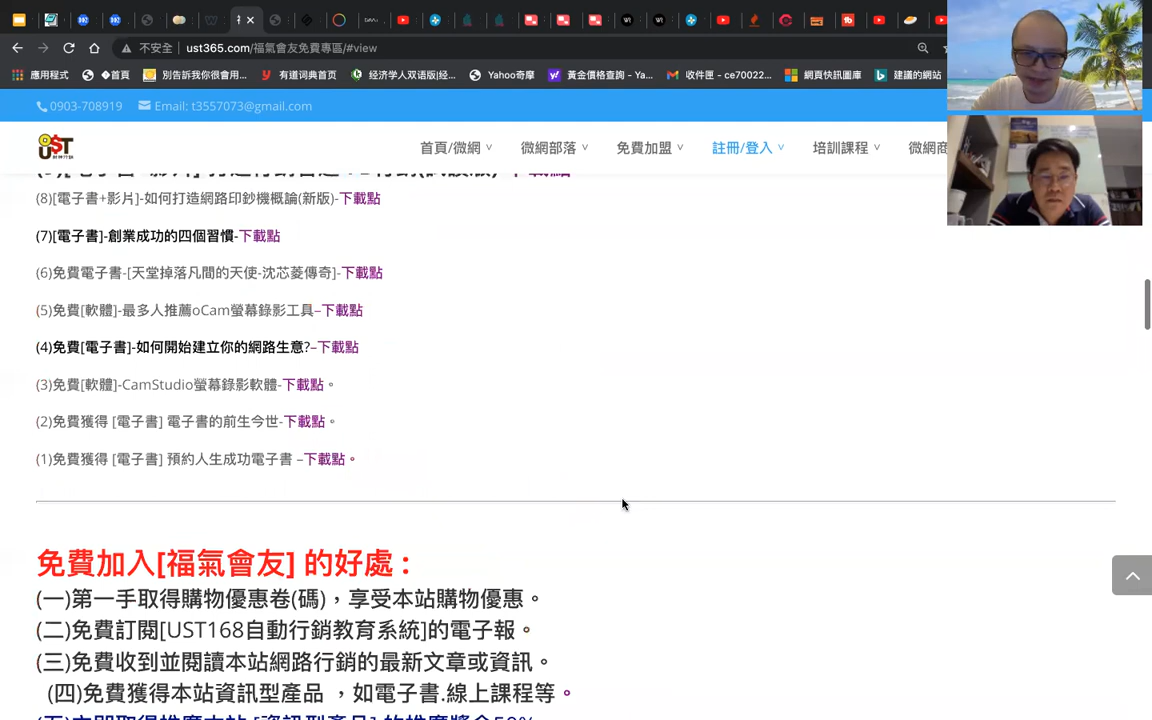 不安全 ust365.com/福氣會友免費專區/#view
應用程式 �首頁 別告訴我你很會用... 有道词典首页 经济学人双语版|经... Yahoo奇摩 黃金價格查詢 - Ya... 收件匣 - ce70022... 網頁快訊圖庫 建議的網站
0903-708919 Email: t3557073@gmail.com
UST
首頁/微網 微網部落 免費加盟 註冊/登入 培訓課程 微網商
(8)[電子書+影片]-如何打造網路印鈔機概論(新版)-下載點
(7)[電子書]-創業成功的四個習慣-下載點
(6)免費電子書-[天堂掉落凡間的天使-沈芯菱傳奇]-下載點
(5)免費[軟體]-最多人推薦oCam螢幕錄影工具–下載點
(4)免費[電子書]-如何開始建立你的網路生意?–下載點
(3)免費[軟體]-CamStudio螢幕錄影軟體-下載點。
(2)免費獲得 [電子書] 電子書的前生今世-下載點。
(1)免費獲得 [電子書] 預約人生成功電子書 –下載點。
免費加入[福氣會友] 的好處 :
(一)第一手取得購物優惠卷(碼)，享受本站購物優惠。
(二)免費訂閱[UST168自動行銷教育系統]的電子報。
(三)免費收到並閱讀本站網路行銷的最新文章或資訊。
(四)免費獲得本站資訊型產品 ，如電子書.線上課程等。